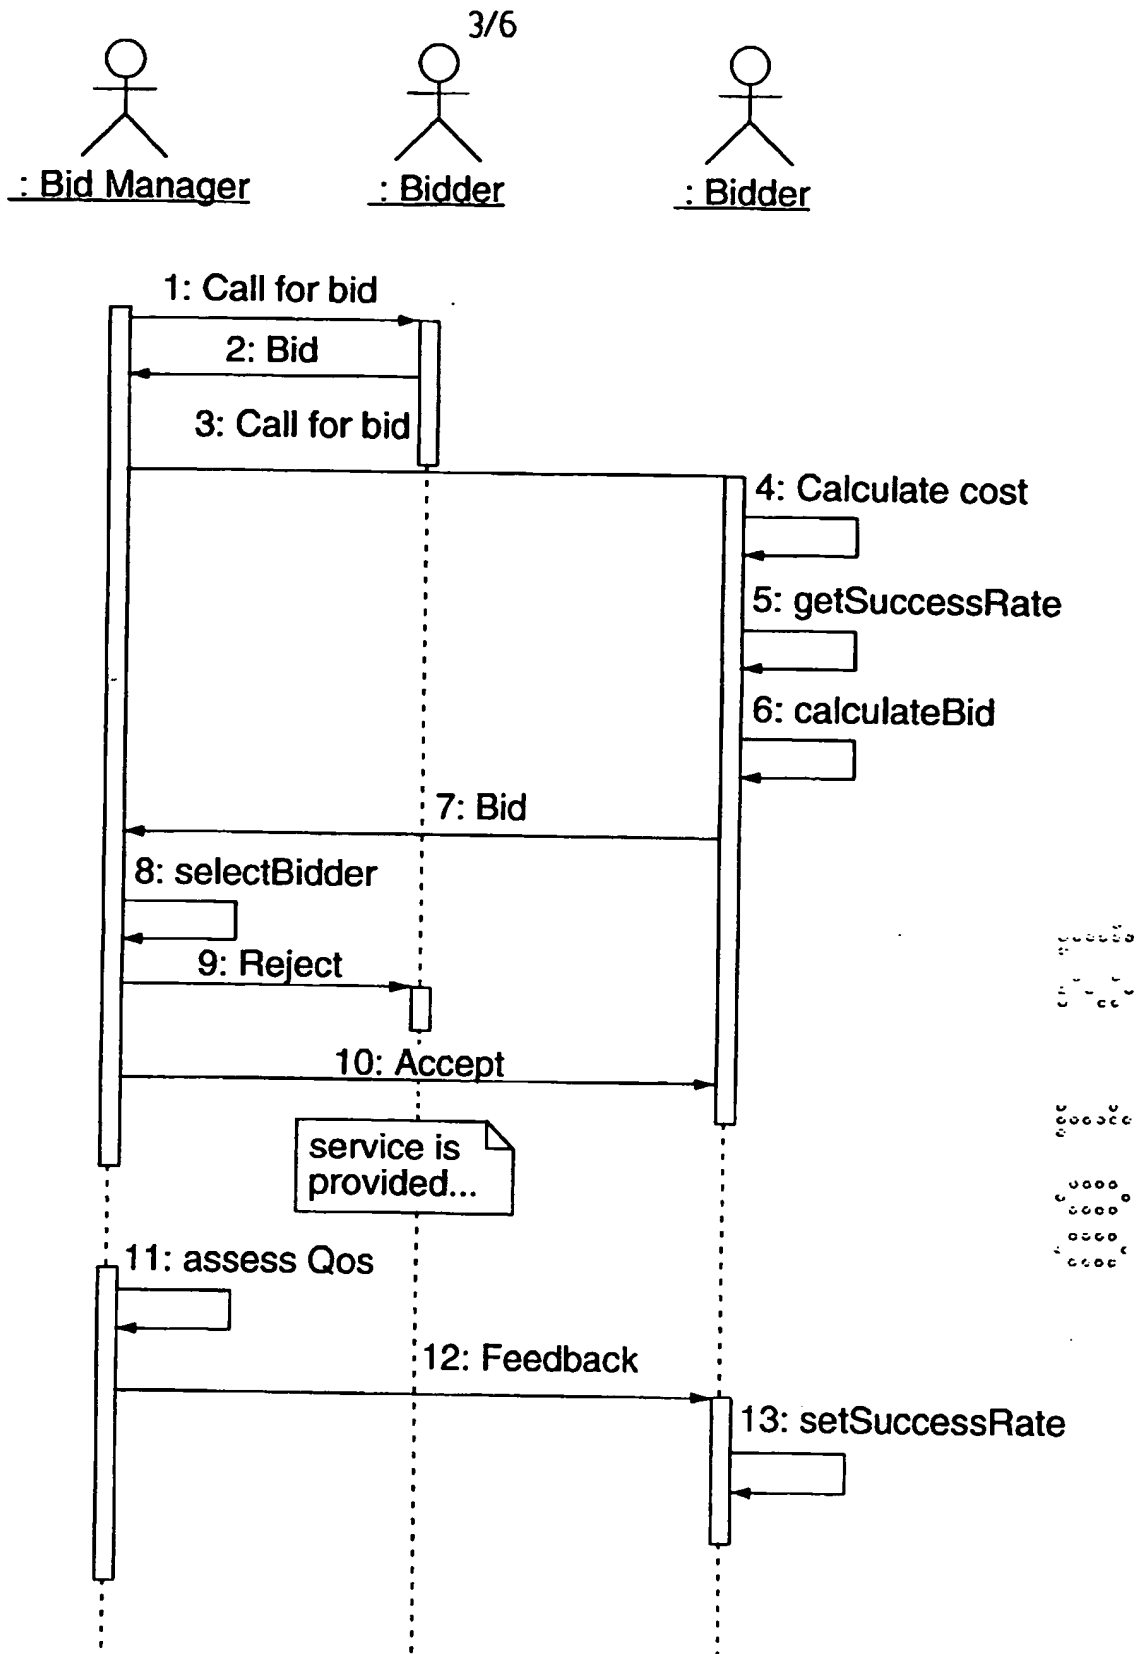 3/6
: Bid Manager
: Bidder
: Bidder
1: Call for bid
2: Bid
3: Call for bid
4: Calculate cost
5: getSuccessRate
6: calculateBid
7: Bid
8: selectBidder
9: Reject
10: Accept
service is
provided...
11: assess Qos
12: Feedback
13: setSuccessRate